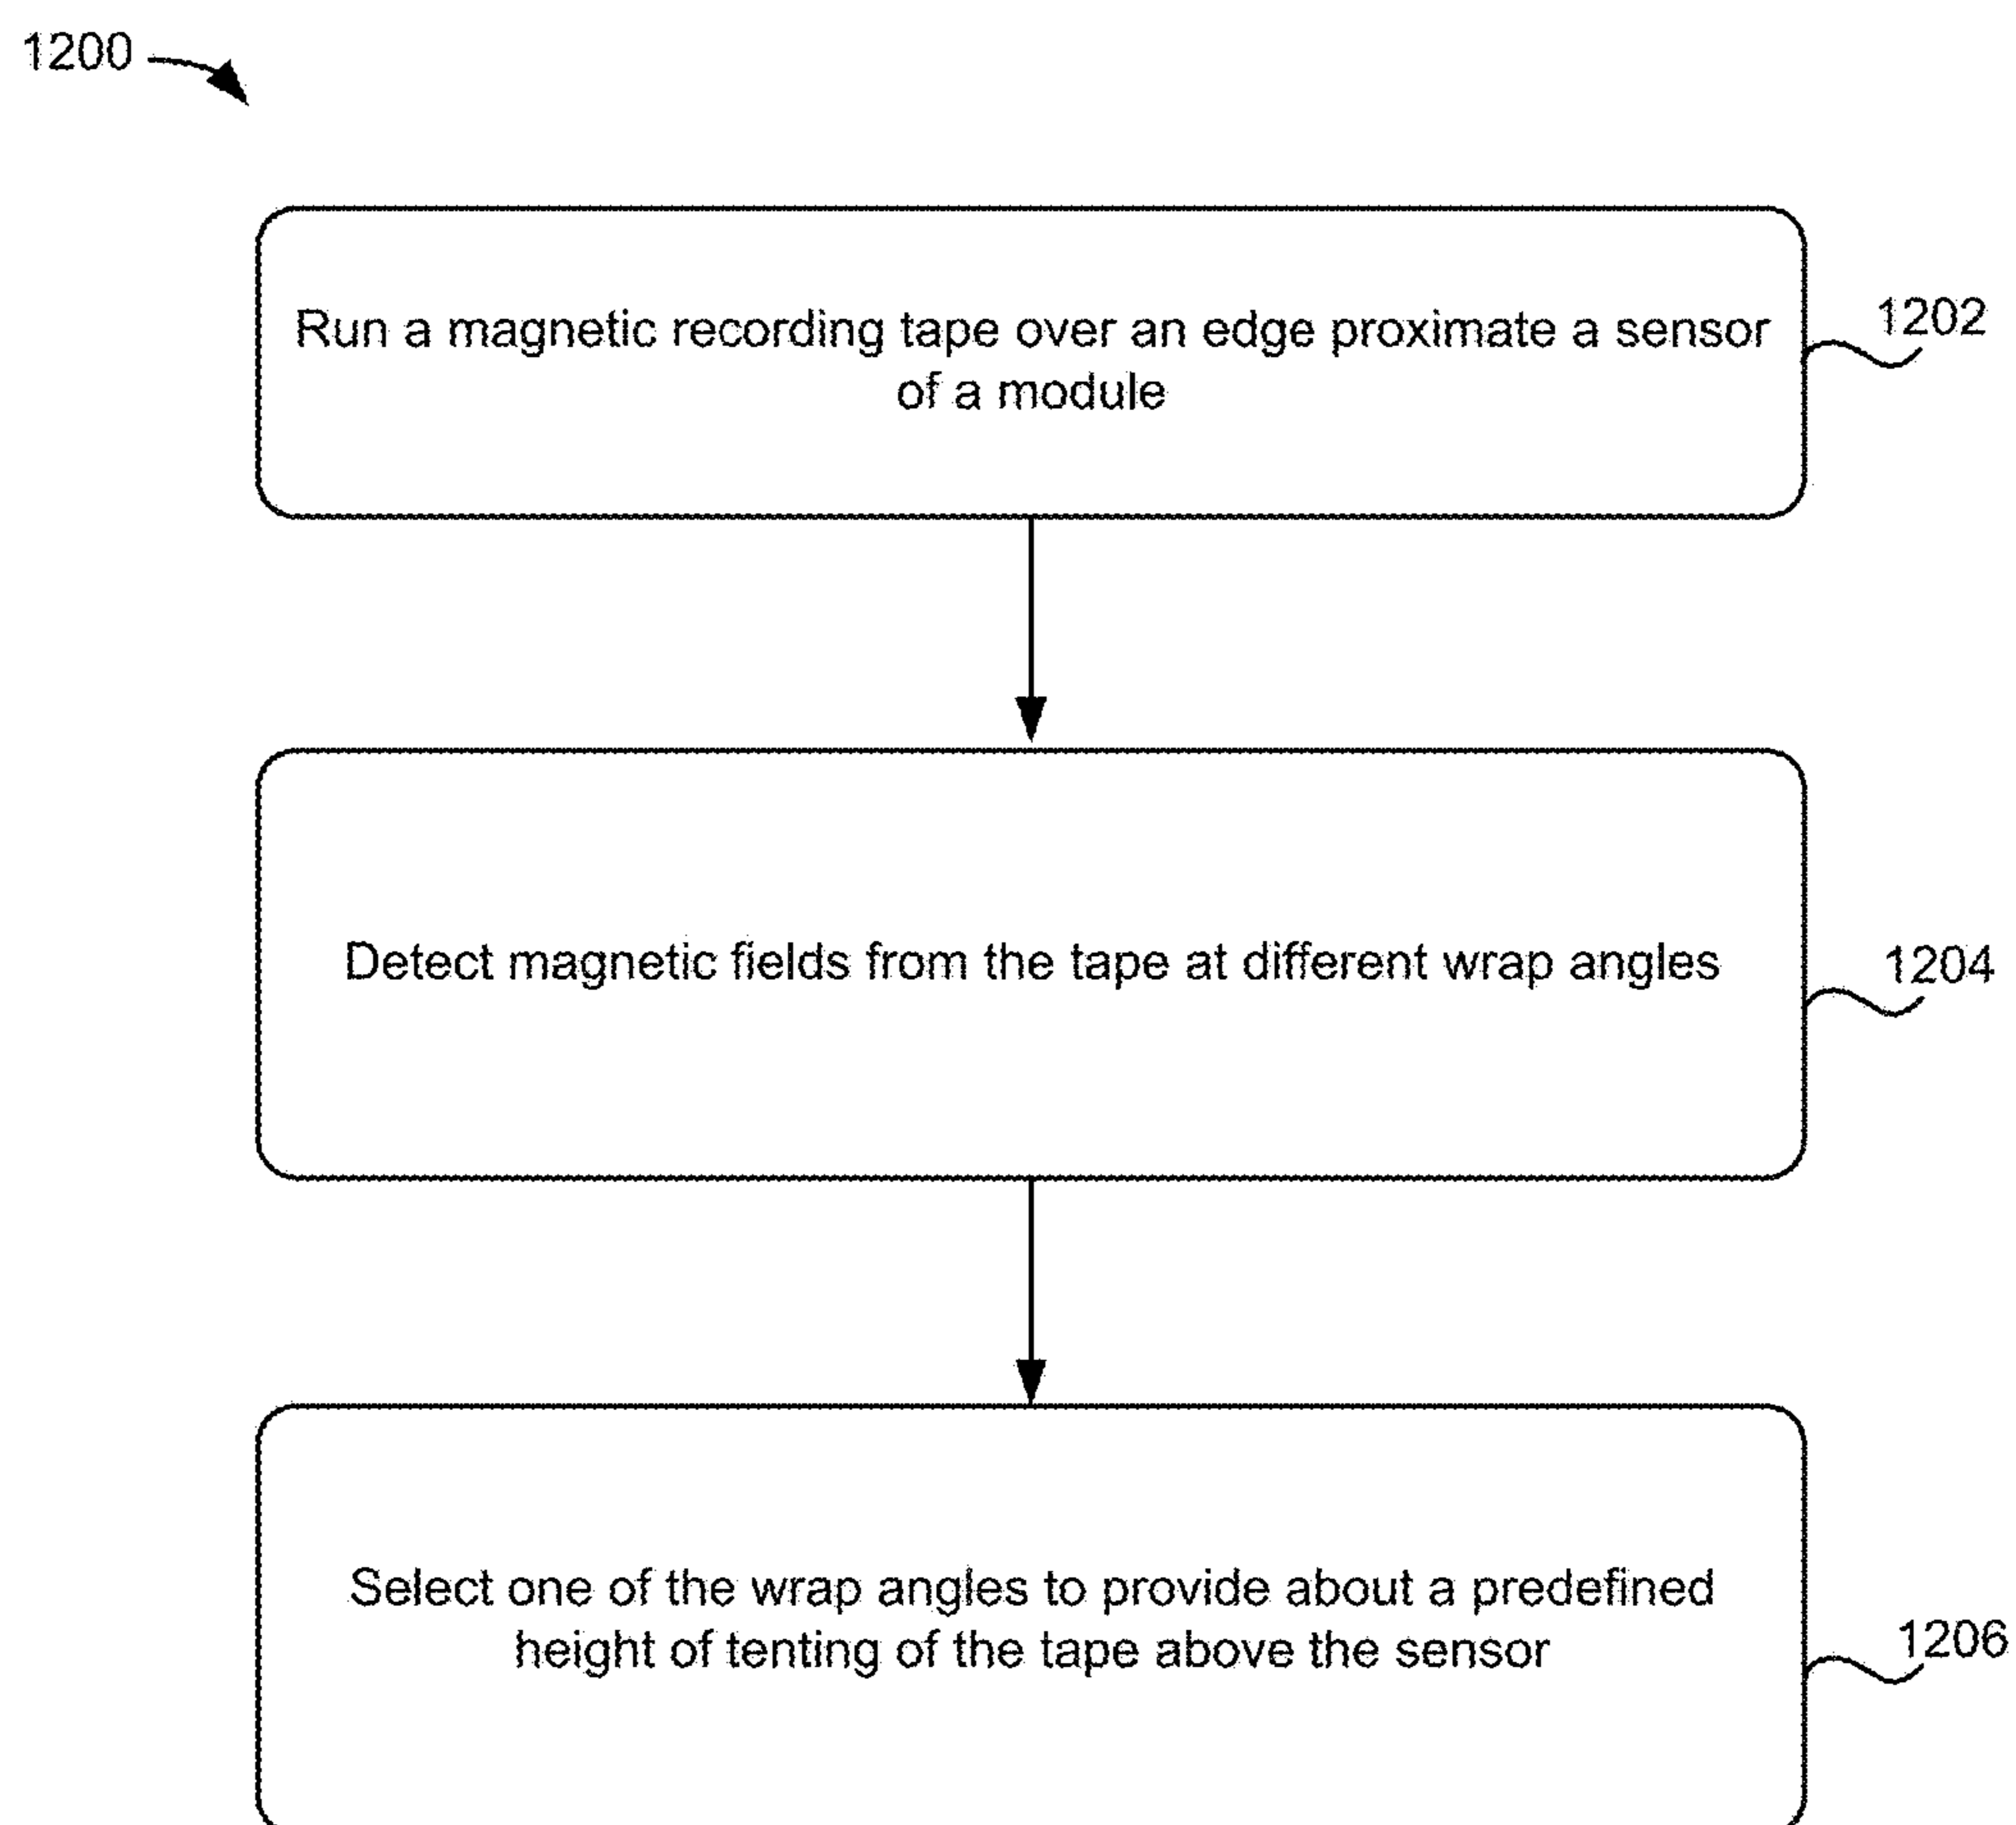 1200
Run a magnetic recording tape over an edge proximate a sensor
of a module
1202
Detect magnetic fields from the tape at different wrap angles
1204
Select one of the wrap angles to provide about a predefined
height of tenting of the tape above the sensor
1206